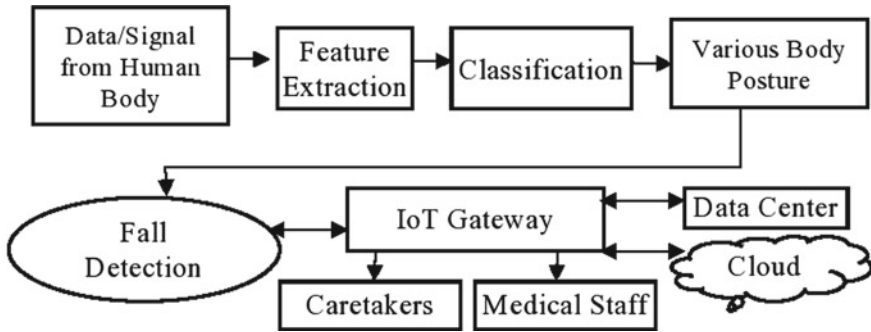 Data/Signal
from Human
Body
Feature
Extraction
Classification
Various Body
Posture
Fall
Detection
IoT Gateway
Data Center
Cloud
Caretakers
Medical Staff